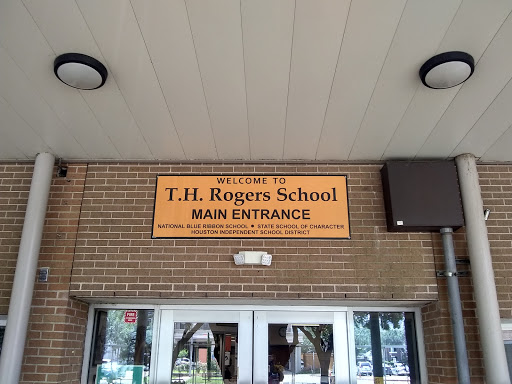 WELCOME TO
T.H. Rogers School
MAIN ENTRANCE
NATIONAL BLUE RIBBON SCHOOL • STATE SCHOOL OF CHARACTER
HOUSTON INDEPENDENT SCHOOL DISTRICT